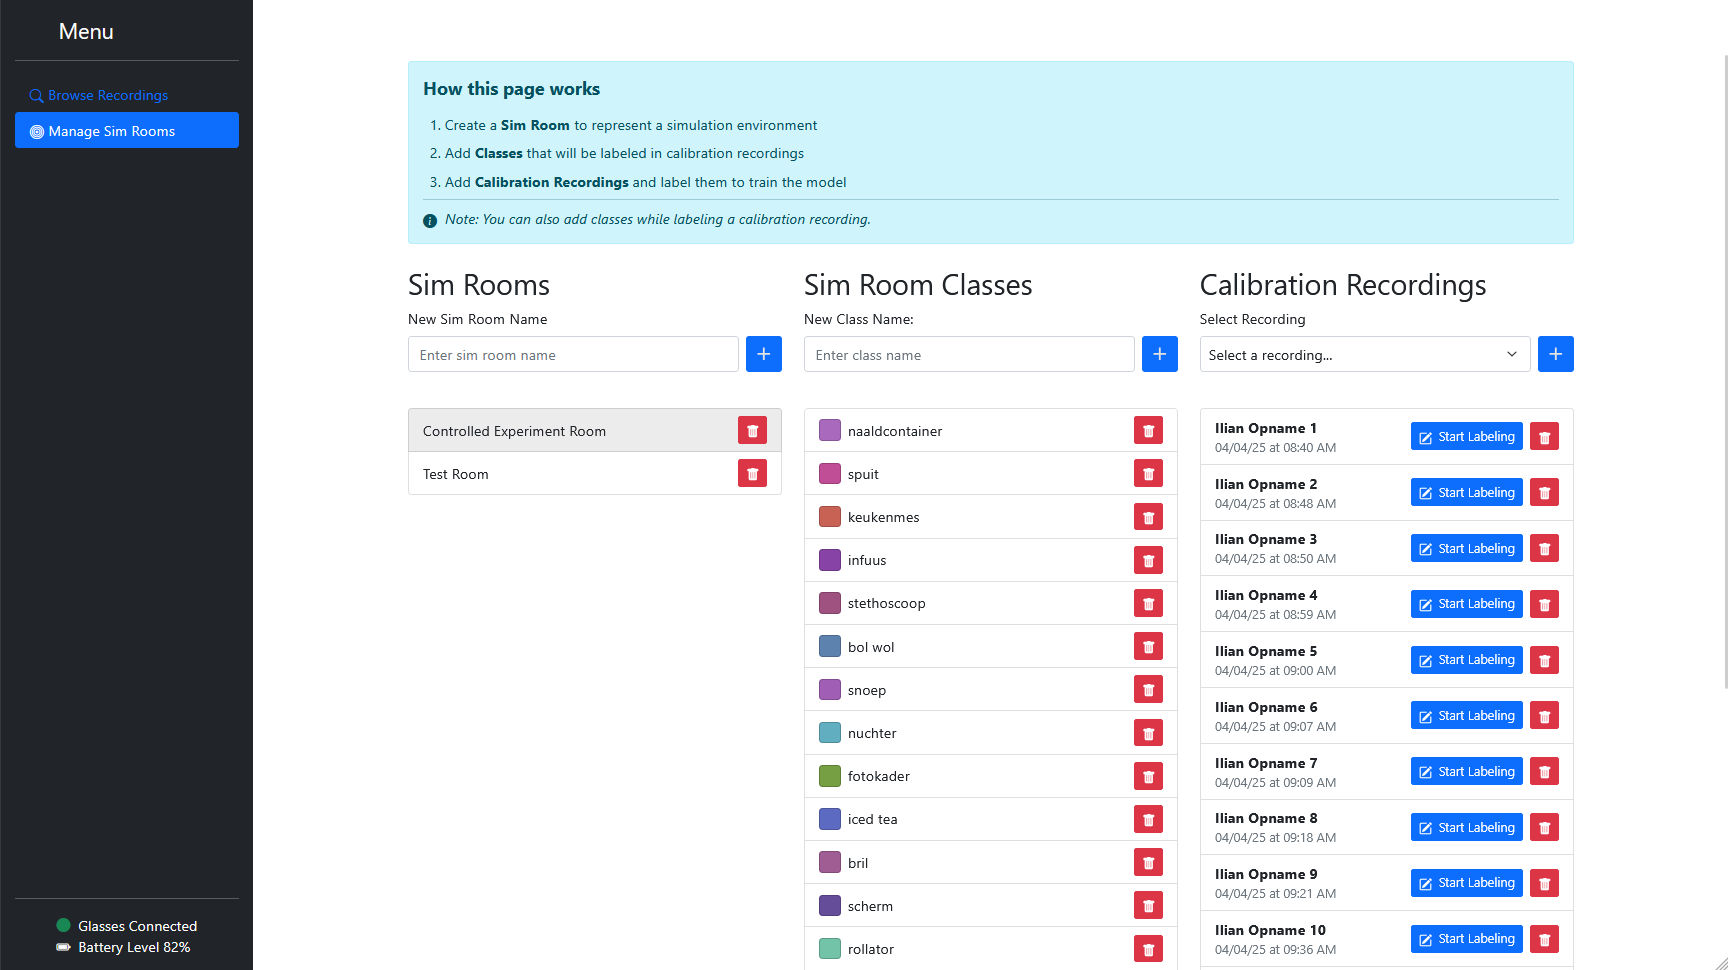 Menu
Browse Recordings
Manage Sim Rooms
Glasses Connected
Battery Level 82%
How this page works
1. Create a Sim Room to represent a simulation environment
2. Add Classes that will be labeled in calibration recordings
3. Add Calibration Recordings and label them to train the model
Note: You can also add classes while labeling a calibration recording.
Sim Rooms
New Sim Room Name
Enter sim room name
Controlled Experiment Room
Test Room
Sim Room Classes
New Class Name:
Enter class name
naaldcontainer
spuit
keukenmes
infuus
stethoscoop
bol wol
snoep
nuchter
fotokader
iced tea
bril
scherm
rollator
Calibration Recordings
Select Recording
Select a recording...
Ilian Opname 1
04/04/25 at 08:40 AM
Start Labeling
Ilian Opname 2
04/04/25 at 08:48 AM
Start Labeling
Ilian Opname 3
04/04/25 at 08:50 AM
Start Labeling
Ilian Opname 4
04/04/25 at 08:59 AM
Start Labeling
Ilian Opname 5
04/04/25 at 09:00 AM
Start Labeling
Ilian Opname 6
04/04/25 at 09:07 AM
Start Labeling
Ilian Opname 7
04/04/25 at 09:09 AM
Start Labeling
Ilian Opname 8
04/04/25 at 09:18 AM
Start Labeling
Ilian Opname 9
04/04/25 at 09:21 AM
Start Labeling
Ilian Opname 10
04/04/25 at 09:36 AM
Start Labeling